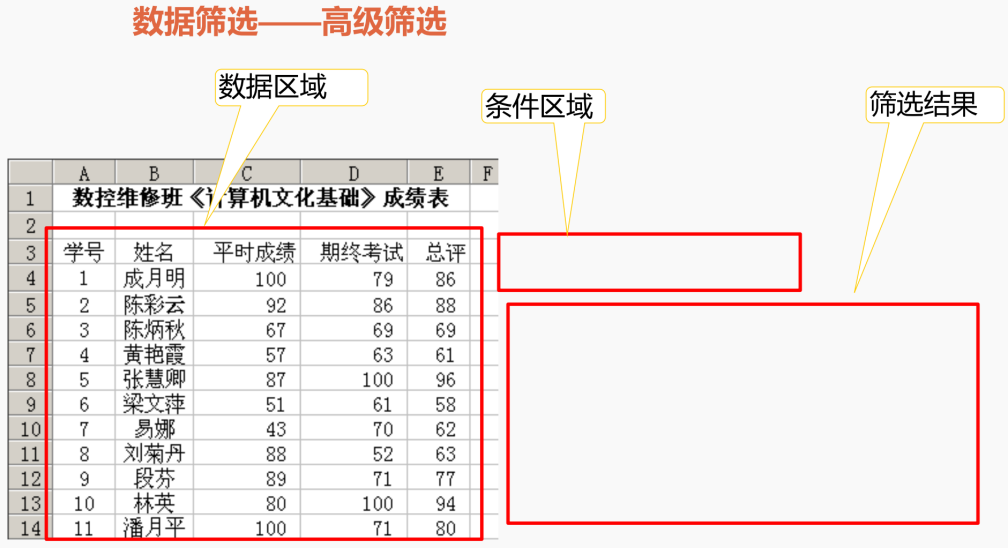 数据筛选——高级筛选
数据区域
条件区域
筛选结果
A B C D E F
1 数控维修班《计算机文化基础》成绩表
2
3 学号 姓名 平时成绩 期终考试 总评
4 1 成月明 100 79 86
5 2 陈彩云 92 86 88
6 3 陈炳秋 67 69 69
7 4 黄艳霞 57 63 61
8 5 张慧卿 87 100 96
9 6 梁文萍 51 61 58
10 7 易娜 43 70 62
11 8 刘菊丹 88 52 63
12 9 段芬 89 71 77
13 10 林英 80 100 94
14 11 潘月平 100 71 80